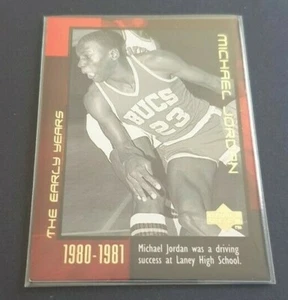 MICHAEL JORDAN
THE EARLY YEARS
BUCS
23
1980-1981
Michael Jordan was a driving
success at Laney High School.